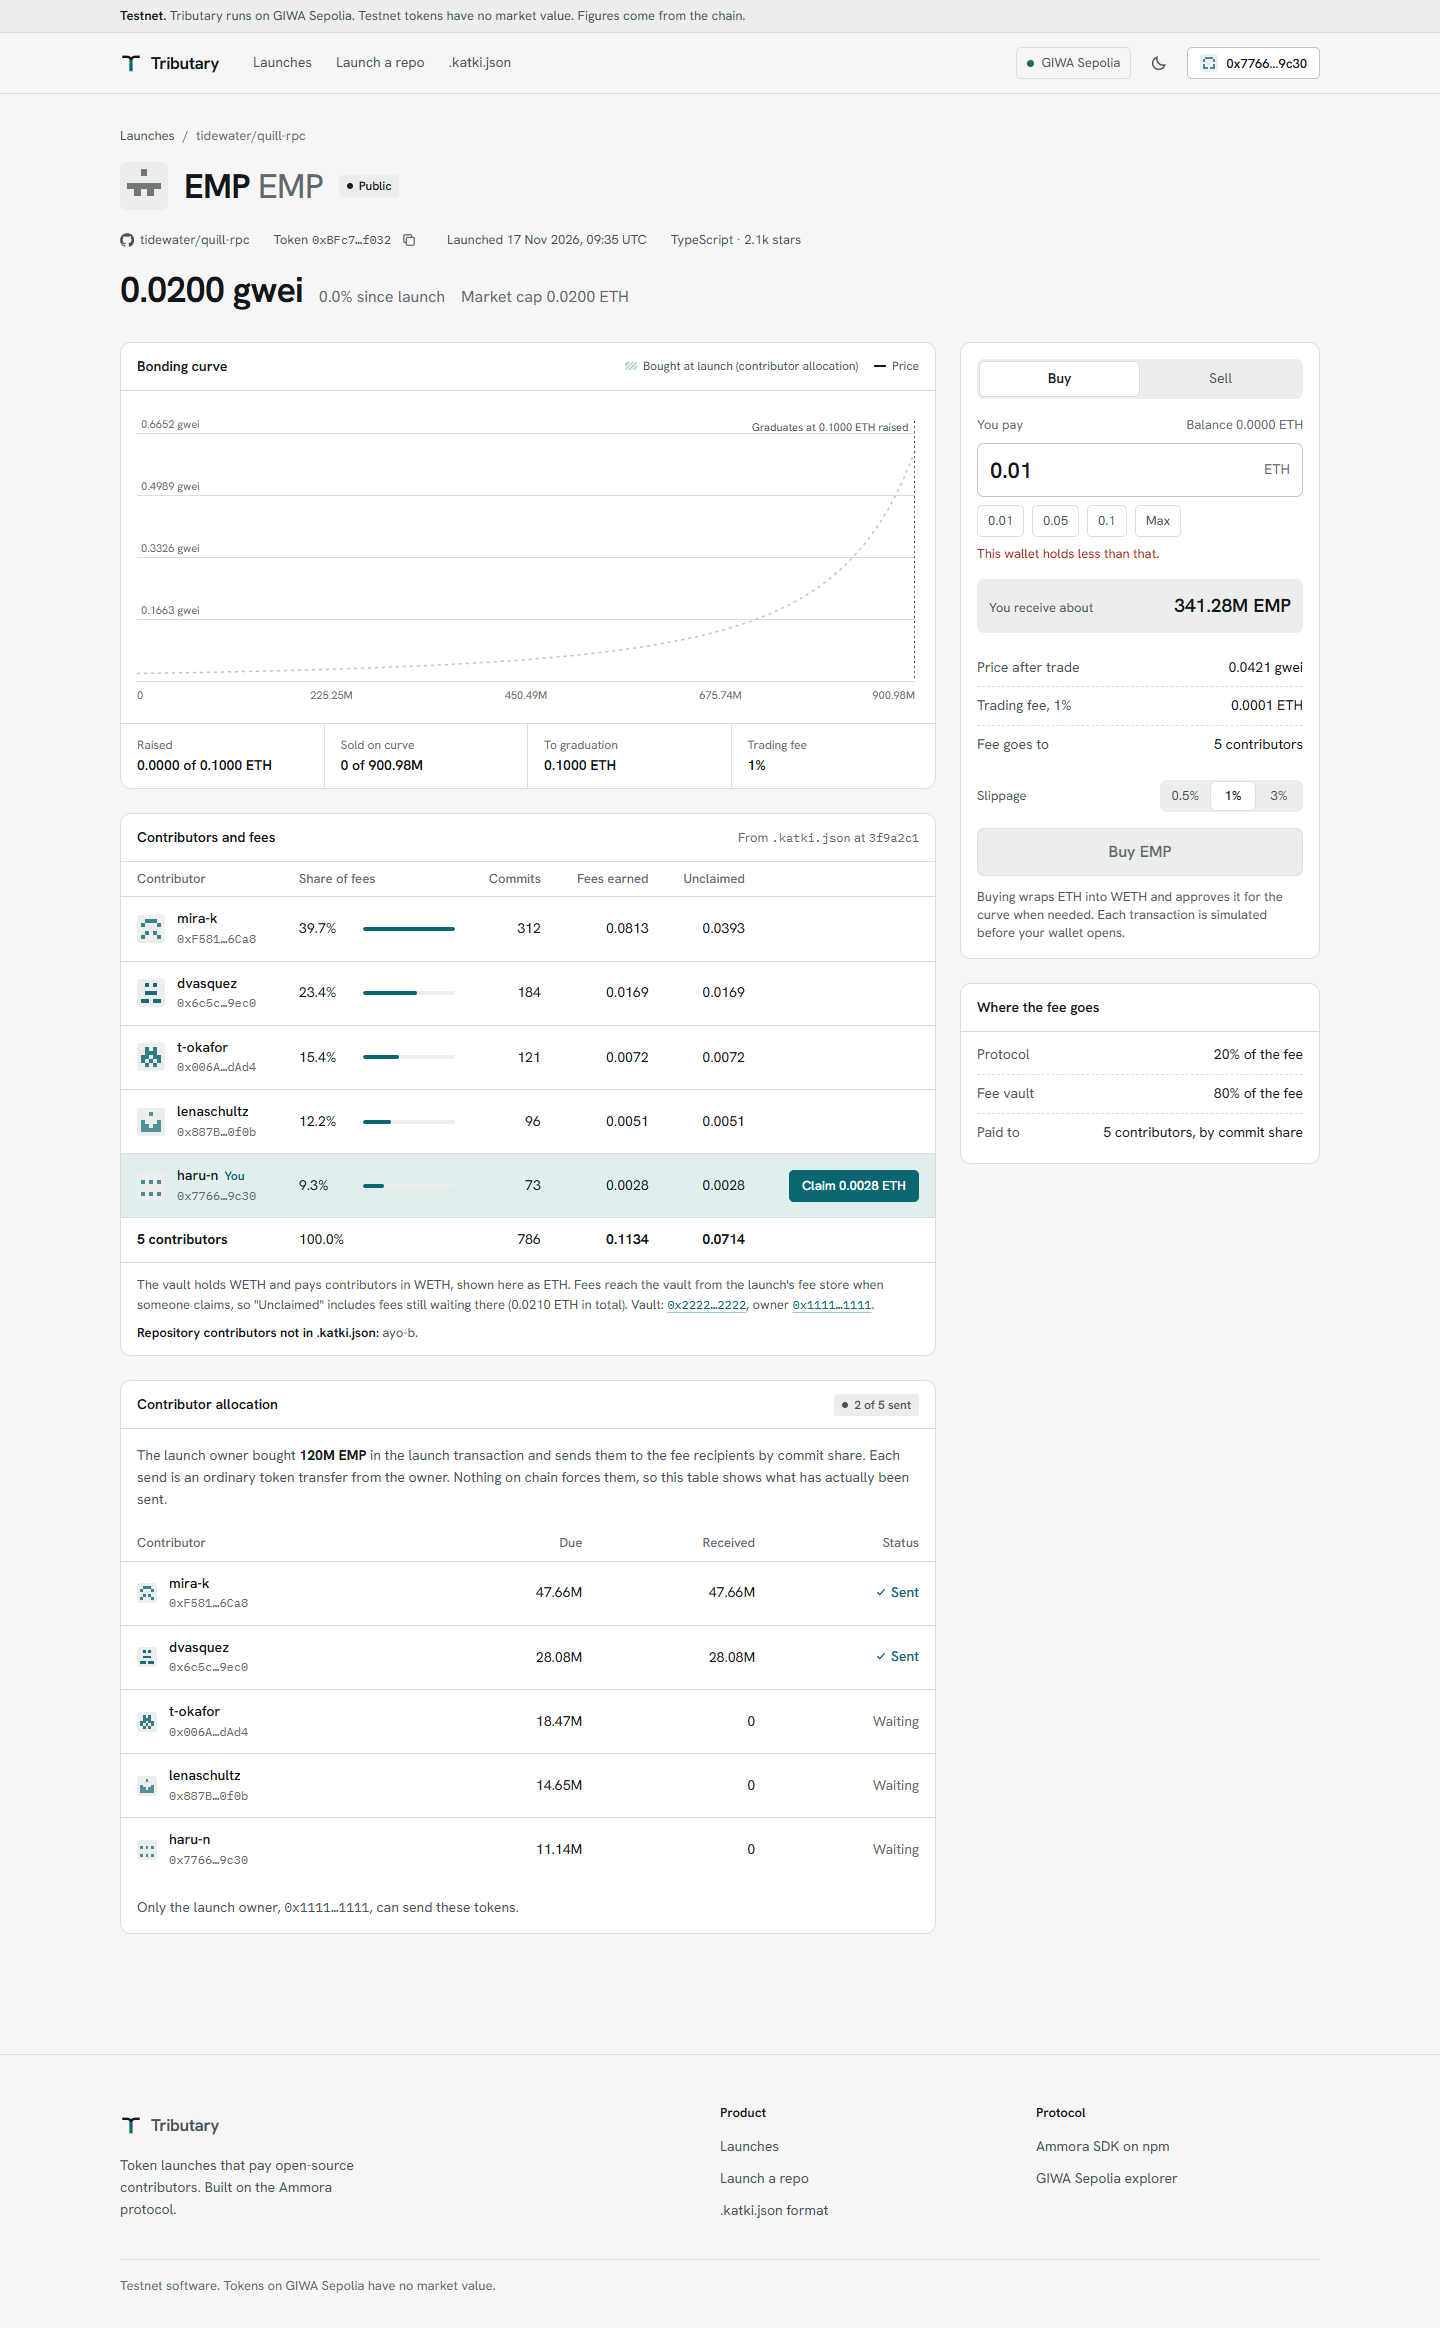 Testnet. Tributary runs on GIWA Sepolia. Testnet tokens have no market value. Figures come from the chain.
Tributary Launches Launch a repo .katki.json GIWA Sepolia 0x7766…9c30
Launches / tidewater/quill-rpc
EMP EMP Public
tidewater/quill-rpc Token 0xBFc7…f032 Launched 17 Nov 2026, 09:35 UTC TypeScript · 2.1k stars
0.0200 gwei 0.0% since launch Market cap 0.0200 ETH
Bonding curve Bought at launch (contributor allocation) Price
Graduates at 0.1000 ETH raised
0.6652 gwei
0.4989 gwei
0.3326 gwei
0.1663 gwei
0 225.25M 450.49M 675.74M 900.98M
Raised Sold on curve To graduation Trading fee
0.0000 of 0.1000 ETH 0 of 900.98M 0.1000 ETH 1%
Buy Sell
You pay Balance 0.0000 ETH
0.01 ETH
0.01 0.05 0.1 Max
This wallet holds less than that.
You receive about 341.28M EMP
Price after trade 0.0421 gwei
Trading fee, 1% 0.0001 ETH
Fee goes to 5 contributors
Slippage 0.5% 1% 3%
Buy EMP
Buying wraps ETH into WETH and approves it for the
curve when needed. Each transaction is simulated
before your wallet opens.
Where the fee goes
Protocol 20% of the fee
Fee vault 80% of the fee
Paid to 5 contributors, by commit share
Contributors and fees From .katki.json at 3f9a2c1
Contributor Share of fees Commits Fees earned Unclaimed
mira-k
0xF581…6Ca8 39.7% 312 0.0813 0.0393
dvasquez
0x6c5c…9ec0 23.4% 184 0.0169 0.0169
t-okafor
0x006A…dAd4 15.4% 121 0.0072 0.0072
lenaschultz
0x887B…0f0b 12.2% 96 0.0051 0.0051
haru-n You
0x7766…9c30 9.3% 73 0.0028 0.0028 Claim 0.0028 ETH
5 contributors 100.0% 786 0.1134 0.0714
The vault holds WETH and pays contributors in WETH, shown here as ETH. Fees reach the vault from the launch's fee store when
someone claims, so "Unclaimed" includes fees still waiting there (0.0210 ETH in total). Vault: 0x2222…2222, owner 0x1111…1111.
Repository contributors not in .katki.json: ayo-b.
Contributor allocation 2 of 5 sent
The launch owner bought 120M EMP in the launch transaction and sends them to the fee recipients by commit share. Each
send is an ordinary token transfer from the owner. Nothing on chain forces them, so this table shows what has actually been
sent.
Contributor Due Received Status
mira-k
0xF581…6Ca8 47.66M 47.66M Sent
dvasquez
0x6c5c…9ec0 28.08M 28.08M Sent
t-okafor
0x006A…dAd4 18.47M 0 Waiting
lenaschultz
0x887B…0f0b 14.65M 0 Waiting
haru-n
0x7766…9c30 11.14M 0 Waiting
Only the launch owner, 0x1111…1111, can send these tokens.
Tributary
Token launches that pay open-source
contributors. Built on the Ammora
protocol.
Product
Launches
Launch a repo
.katki.json format
Protocol
Ammora SDK on npm
GIWA Sepolia explorer
Testnet software. Tokens on GIWA Sepolia have no market value.